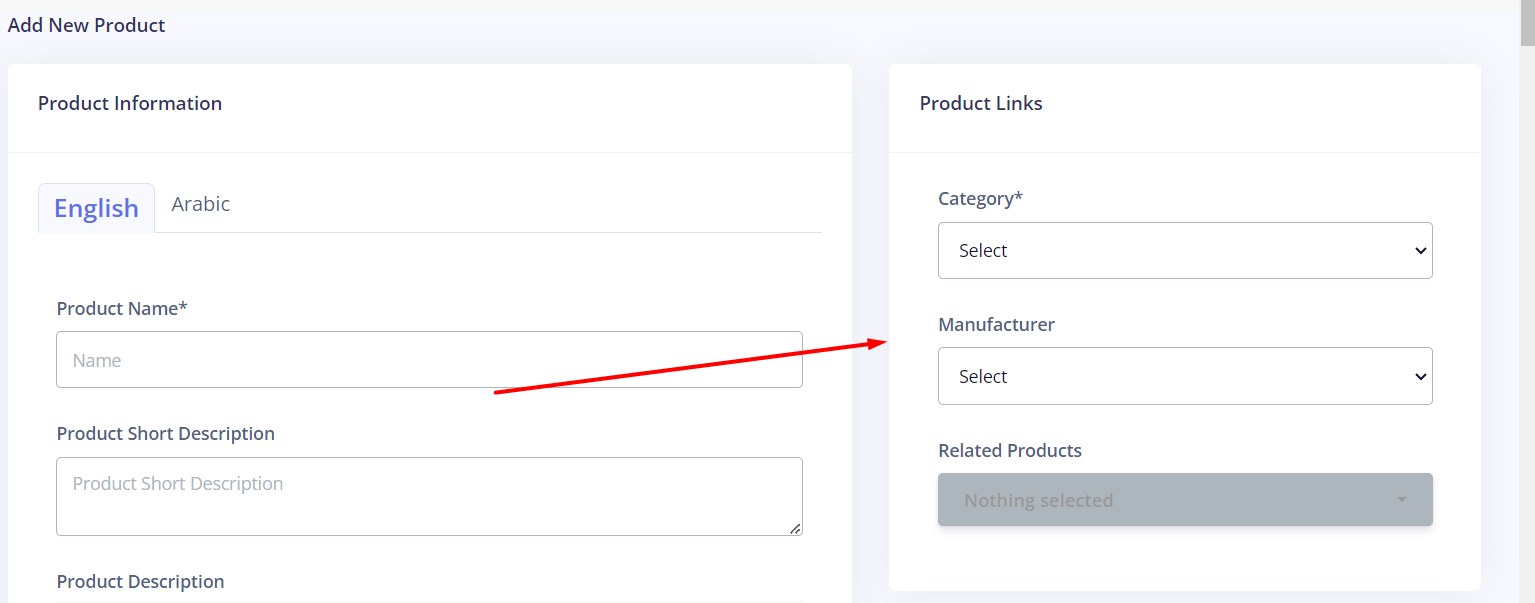 Add New Product
Product Information
English
Arabic
Product Name*
Name
Product Short Description
Product Short Description
Product Description
Product Links
Category*
Select
Manufacturer
Select
Related Products
Nothing selected